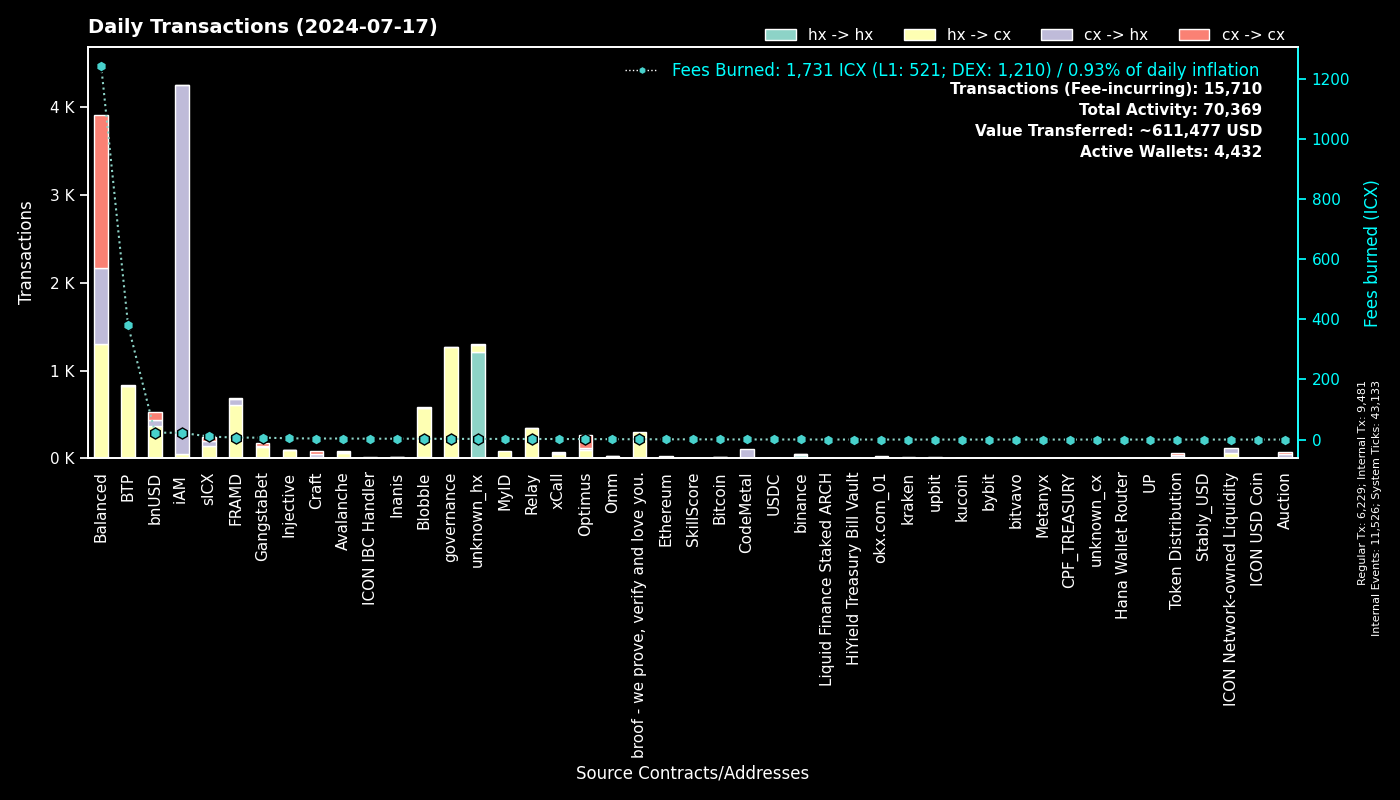 Daily Transactions (2024-07-17)
hx -> hx
hx -> cx
cx -> hx
cx -> cx
Fees Burned: 1,731 ICX (L1: 521; DEX: 1,210) / 0.93% of daily inflation
Transactions (Fee-incurring): 15,710
Total Activity: 70,369
Value Transferred: ~611,477 USD
Active Wallets: 4,432
Transactions
4 K
3 K
2 K
1 K
0 K
1200
1000
800
600
400
200
0
Fees burned (ICX)
Regular Tx: 6,229; Internal Tx: 9,481
Internal Events: 11,526; System Ticks: 43,133
Balanced
BTP
bnUSD
iAM
sICX
FRAMD
GangstaBet
Injective
Craft
Avalanche
ICON IBC Handler
Inanis
Blobble
governance
unknown_hx
MyID
Relay
xCall
Optimus
Omm
broof - we prove, verify and love you.
Ethereum
SkillScore
Bitcoin
CodeMetal
USDC
binance
Liquid Finance Staked ARCH
HiYield Treasury Bill Vault
okx.com_01
kraken
upbit
kucoin
bybit
bitvavo
Metanyx
CPF_TREASURY
unknown_cx
Hana Wallet Router
UP
Token Distribution
Stably_USD
ICON Network-owned Liquidity
ICON USD Coin
Auction
Source Contracts/Addresses